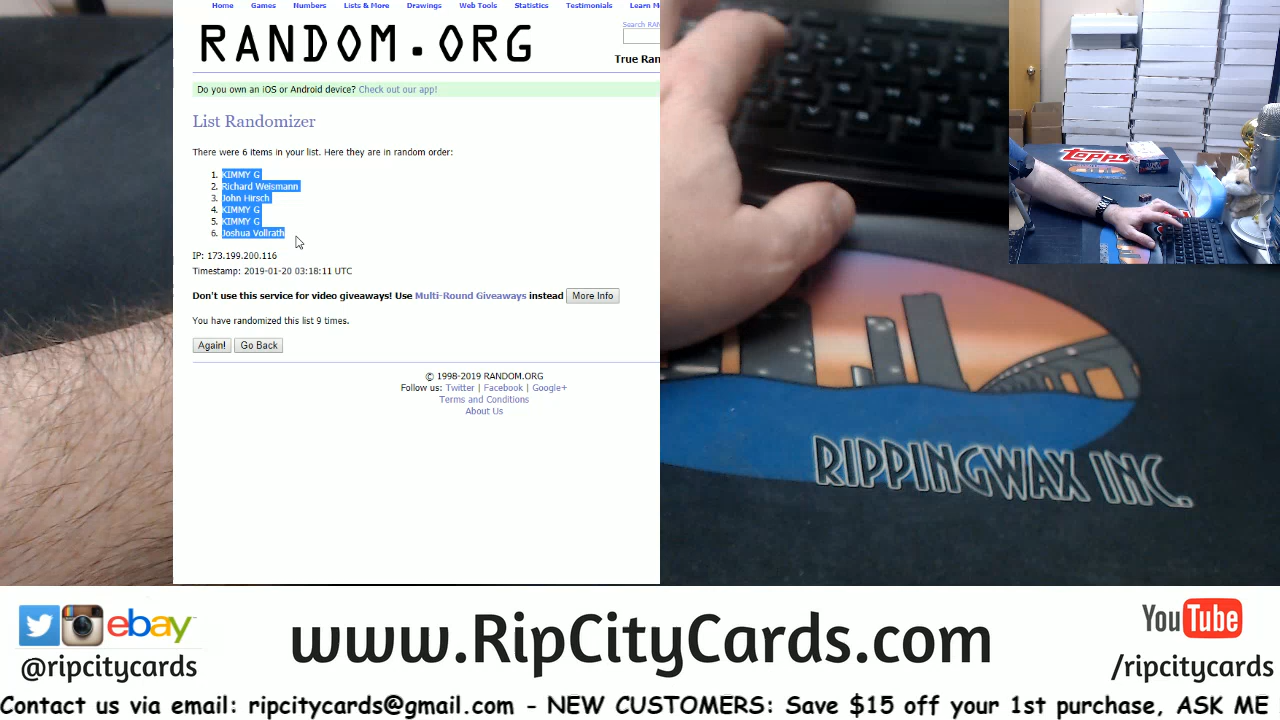 Home Games Numbers Lists & More Drawings Web Tools Statistics Testimonials Learn M
RANDOM.ORG
Search RAN
True Ran
Do you own an iOS or Android device? Check out our app!
List Randomizer
There were 6 items in your list. Here they are in random order:
1. KIMMY G
2. Richard Weismann
3. John Hirsch
4. KIMMY G
5. KIMMY G
6. Joshua Vollrath
IP: 173.199.200.116
Timestamp: 2019-01-20 03:18:11 UTC
Don't use this service for video giveaways! Use Multi-Round Giveaways instead More Info
You have randomized this list 9 times.
Again! Go Back
© 1998-2019 RANDOM.ORG
Follow us: Twitter | Facebook | Google+
Terms and Conditions
About Us
topps
RIPPINGWAX INC.
ebay
@ripcitycards
www.RipCityCards.com
YouTube
/ripcitycards
Contact us via email: ripcitycards@gmail.com - NEW CUSTOMERS: Save $15 off your 1st purchase, ASK ME